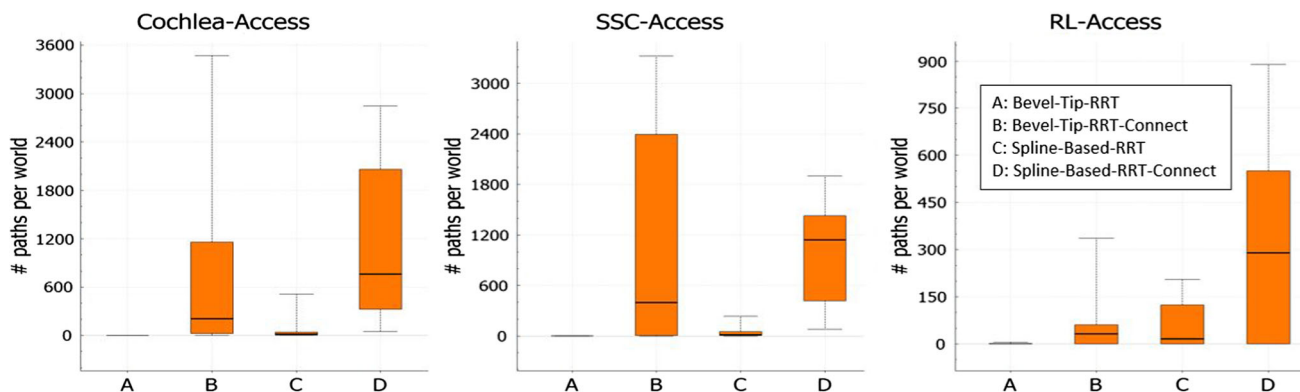 Cochlea-Access
# paths per world
3600
3000
2400
1800
1200
600
0
A B C D
SSC-Access
# paths per world
3000
2400
1800
1200
600
0
A B C D
RL-Access
# paths per world
900
750
600
450
300
150
0
A: Bevel-Tip-RRT
B: Bevel-Tip-RRT-Connect
C: Spline-Based-RRT
D: Spline-Based-RRT-Connect
A B C D